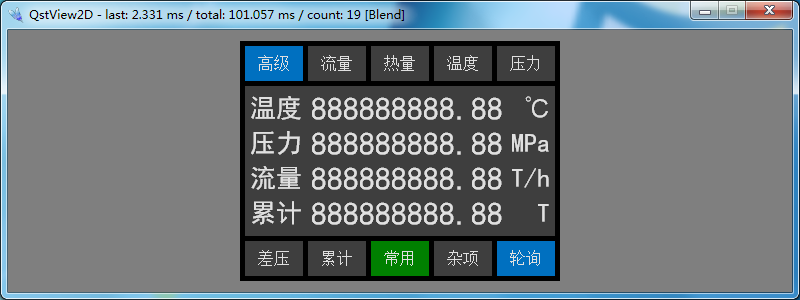 QstView2D - last: 2.331 ms / total: 101.057 ms / count: 19 [Blend]
高级 流量 热量 温度 压力
温度 888888888.88 ℃
压力 888888888.88 MPa
流量 888888888.88 T/h
累计 888888888.88 T
差压 累计 常用 杂项 轮询